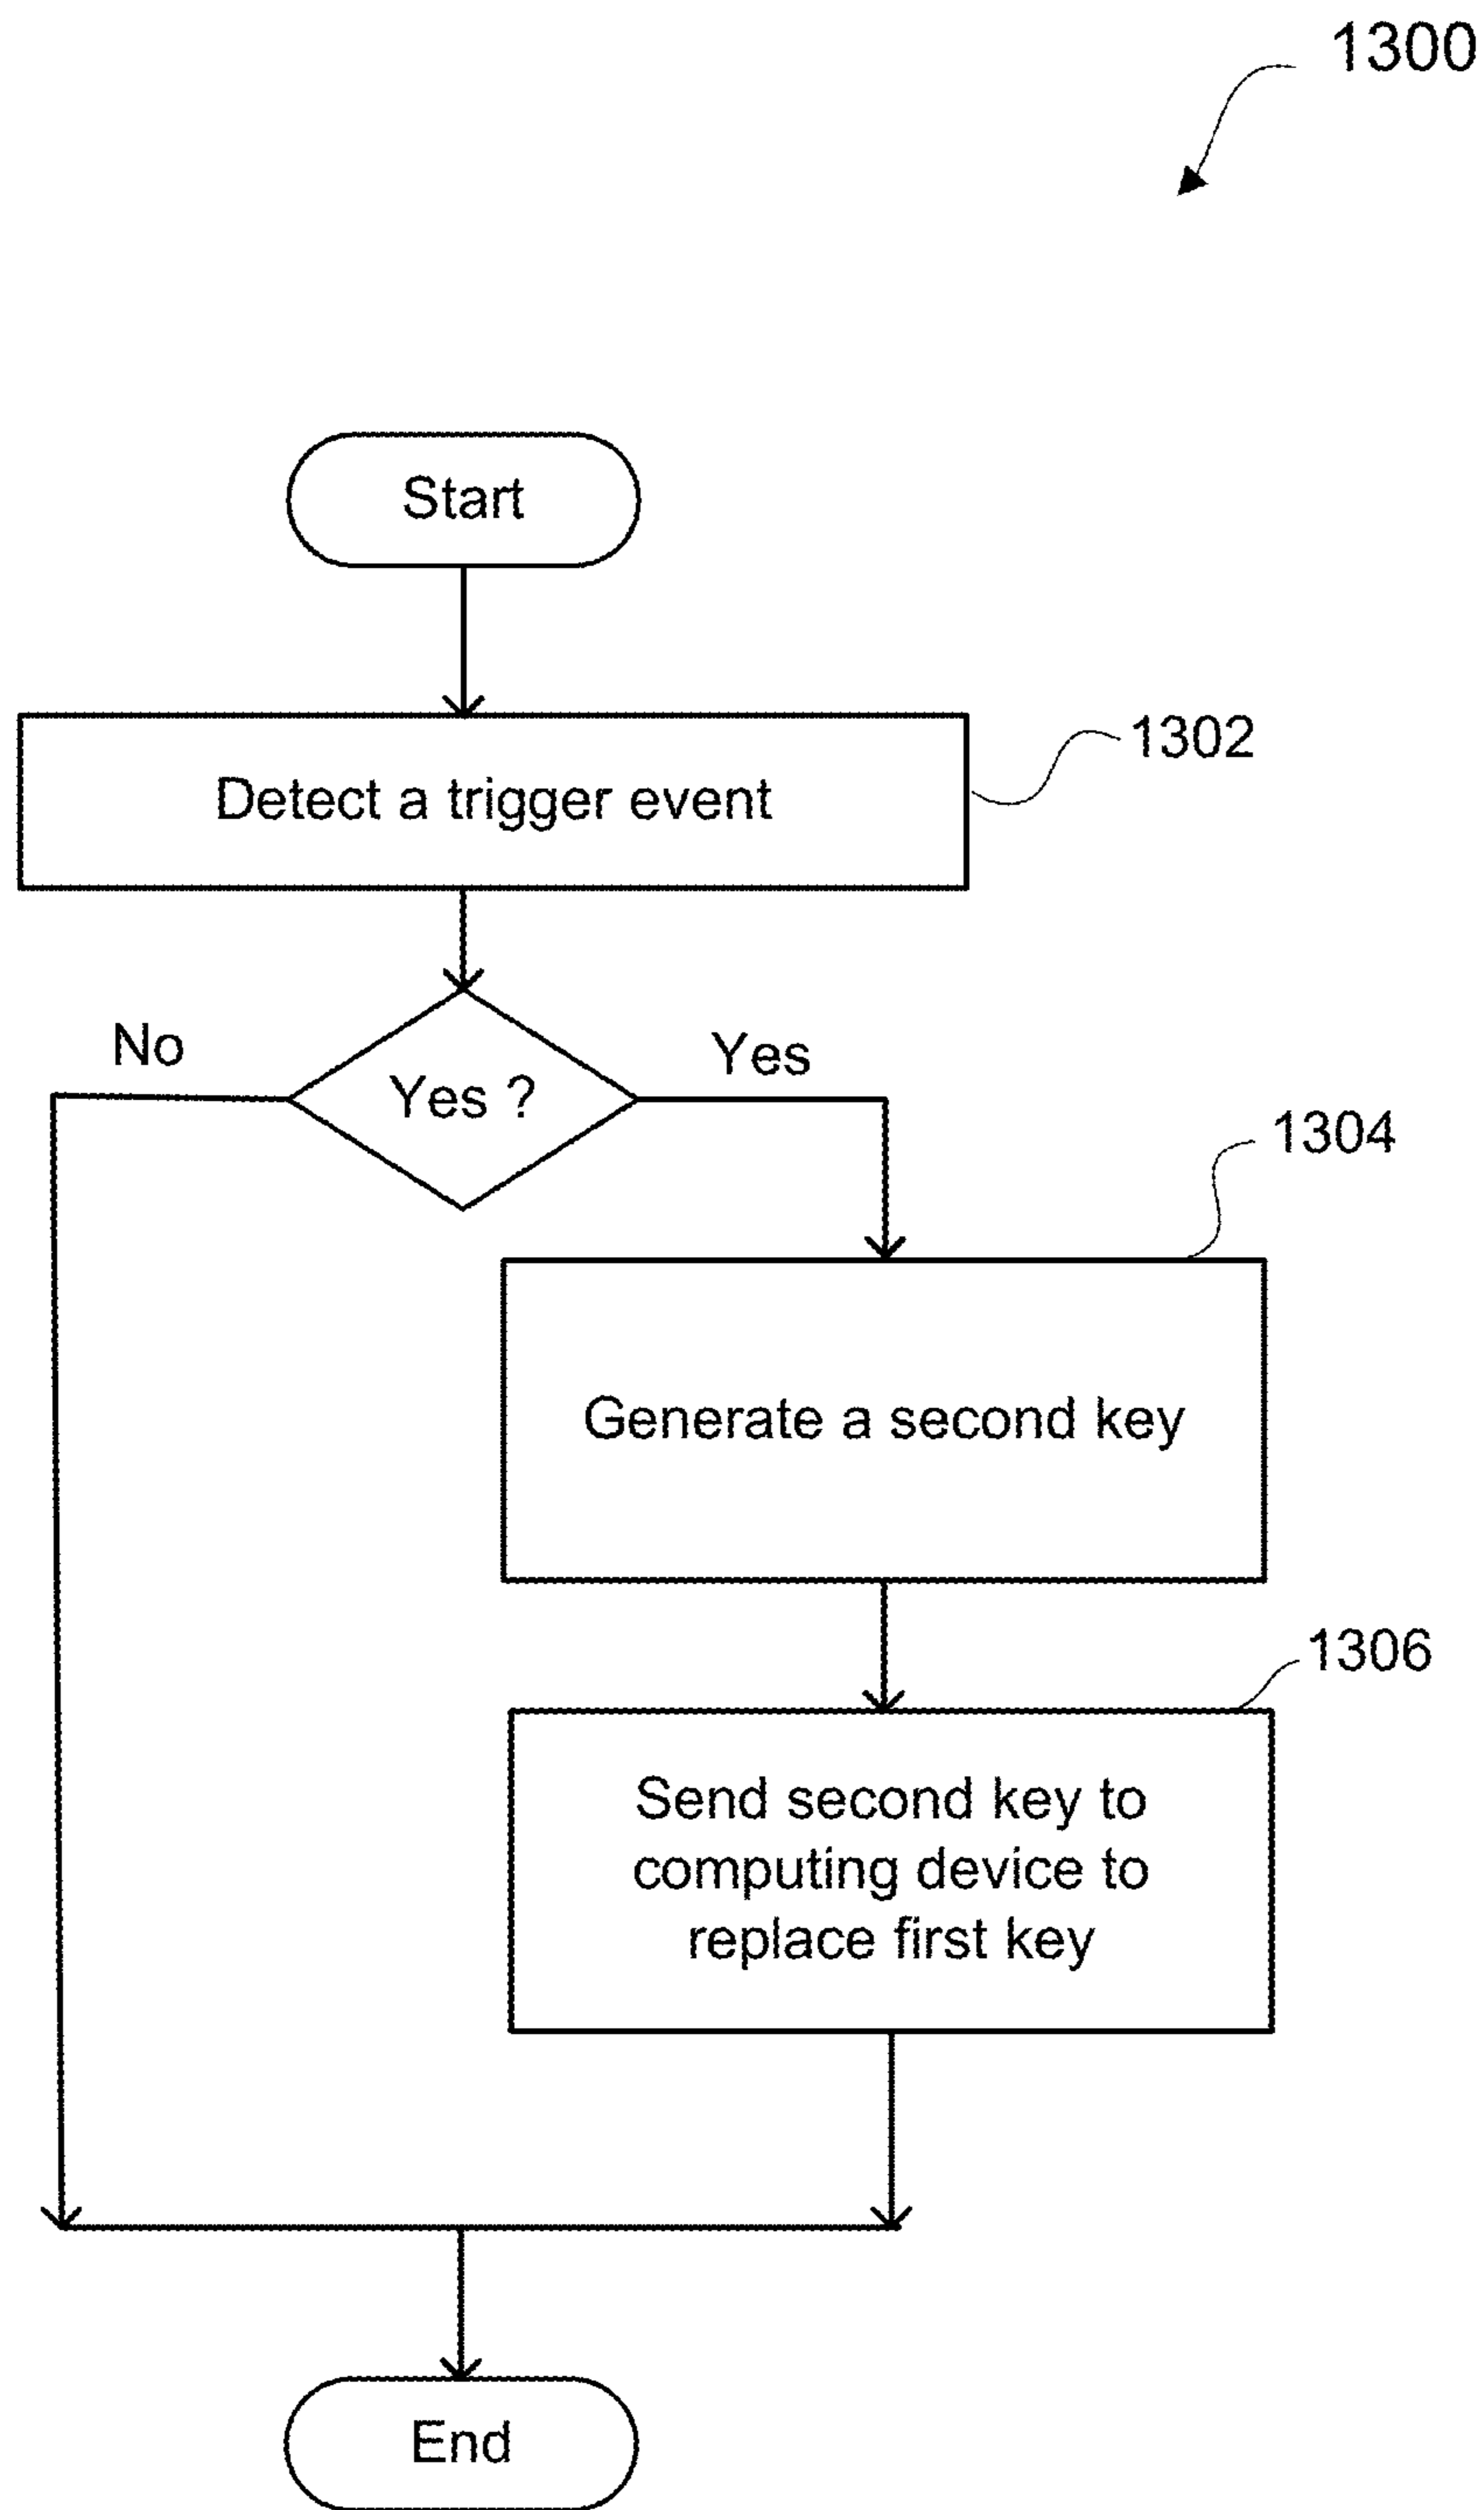 1300
Start
Detect a trigger event
1302
No
Yes ?
Yes
1304
Generate a second key
1306
Send second key to
computing device to
replace first key
End